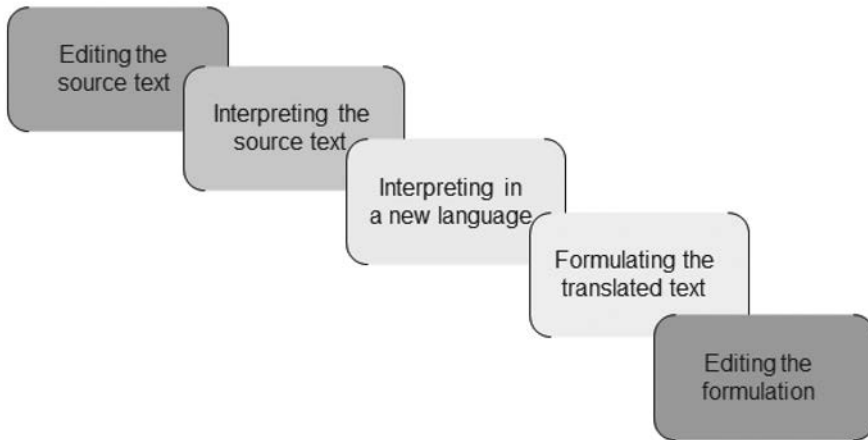 Editing the
source text
Interpreting the
source text
Interpreting in
a new language
Formulating the
translated text
Editing the
formulation